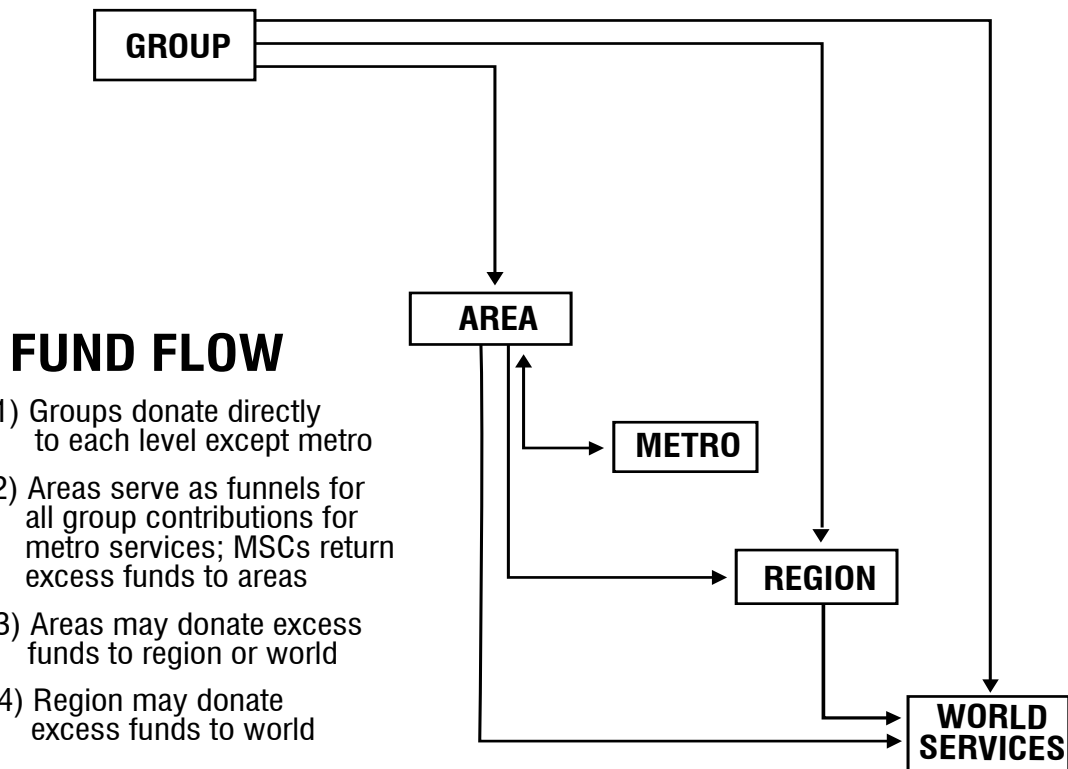 GROUP
AREA
FUND FLOW
1) Groups donate directly
to each level except metro
METRO
2) Areas serve as funnels for
all group contributions for
metro services; MSCs return
excess funds to areas
REGION
3) Areas may donate excess
funds to region or world
4) Region may donate
excess funds to world
WORLD
SERVICES